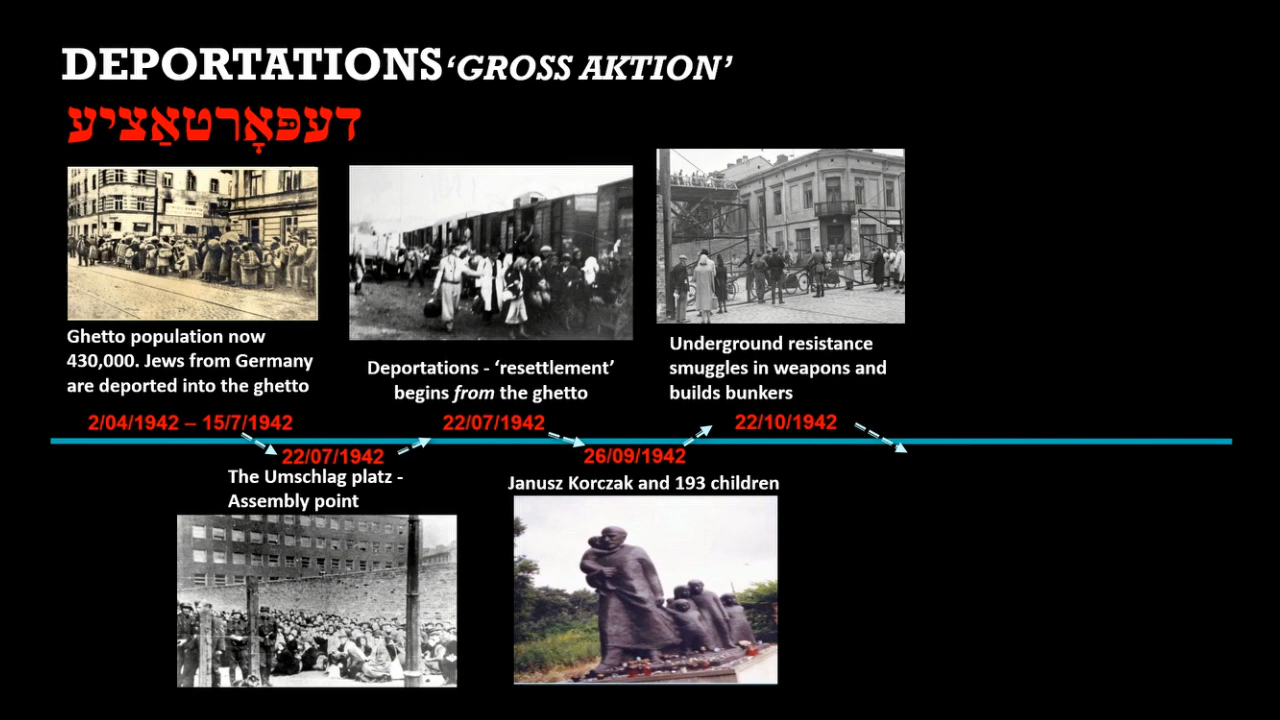 DEPORTATIONS ‘GROSS AKTION’
דעפּאָרטאַציע
Ghetto population now
430,000. Jews from Germany
are deported into the ghetto
2/04/1942 – 15/7/1942
22/07/1942
The Umschlag platz -
Assembly point
Deportations - ‘resettlement’
begins from the ghetto
22/07/1942
26/09/1942
Janusz Korczak and 193 children
Underground resistance
smuggles in weapons and
builds bunkers
22/10/1942